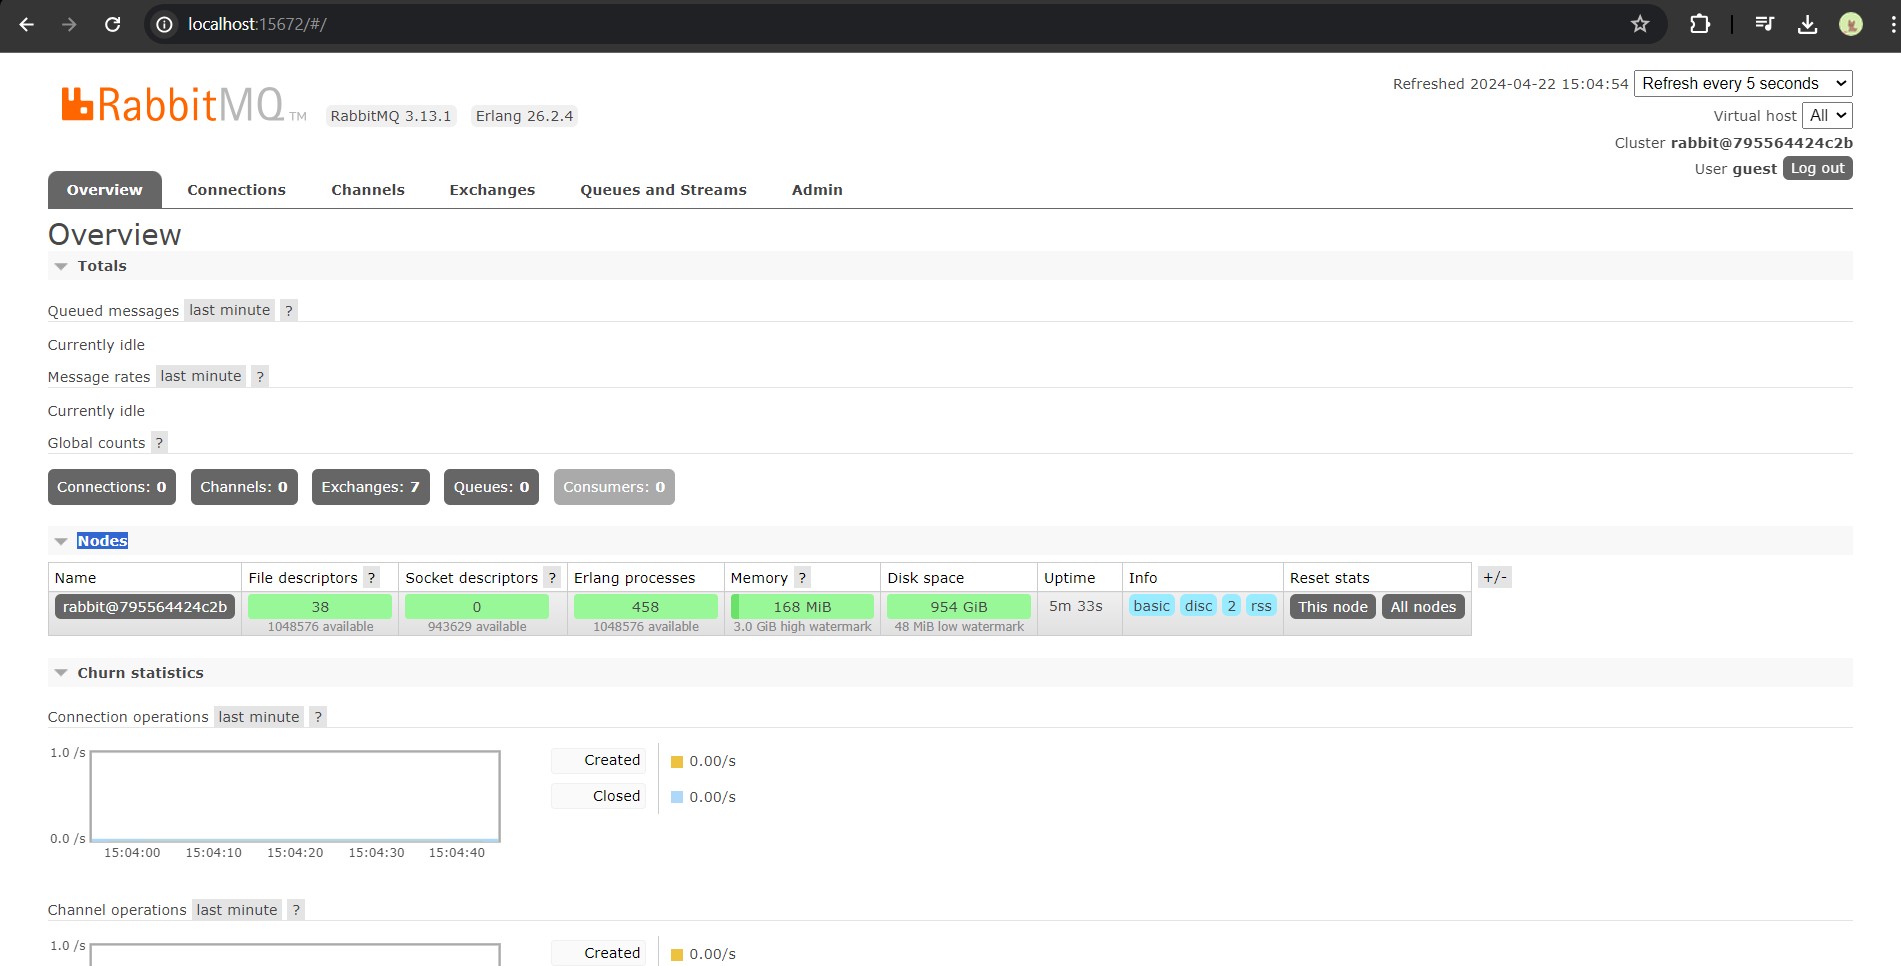 localhost:15672/#/
RabbitMQ TM RabbitMQ 3.13.1 Erlang 26.2.4
Refreshed 2024-04-22 15:04:54 Refresh every 5 seconds
Virtual host All
Cluster rabbit@795564424c2b
User guest Log out
Overview Connections Channels Exchanges Queues and Streams Admin
Overview
Totals
Queued messages last minute ?
Currently idle
Message rates last minute ?
Currently idle
Global counts ?
Connections: 0 Channels: 0 Exchanges: 7 Queues: 0 Consumers: 0
Nodes
Name File descriptors ? Socket descriptors ? Erlang processes Memory ? Disk space Uptime Info Reset stats +/-
rabbit@795564424c2b 38 0 458 168 MiB 954 GiB 5m 33s basic disc 2 rss This node All nodes
1048576 available 943629 available 1048576 available 3.0 GiB high watermark 48 MiB low watermark
Churn statistics
Connection operations last minute ?
1.0 /s
Created 0.00/s
Closed 0.00/s
0.0 /s
15:04:00 15:04:10 15:04:20 15:04:30 15:04:40
Channel operations last minute ?
1.0 /s
Created 0.00/s